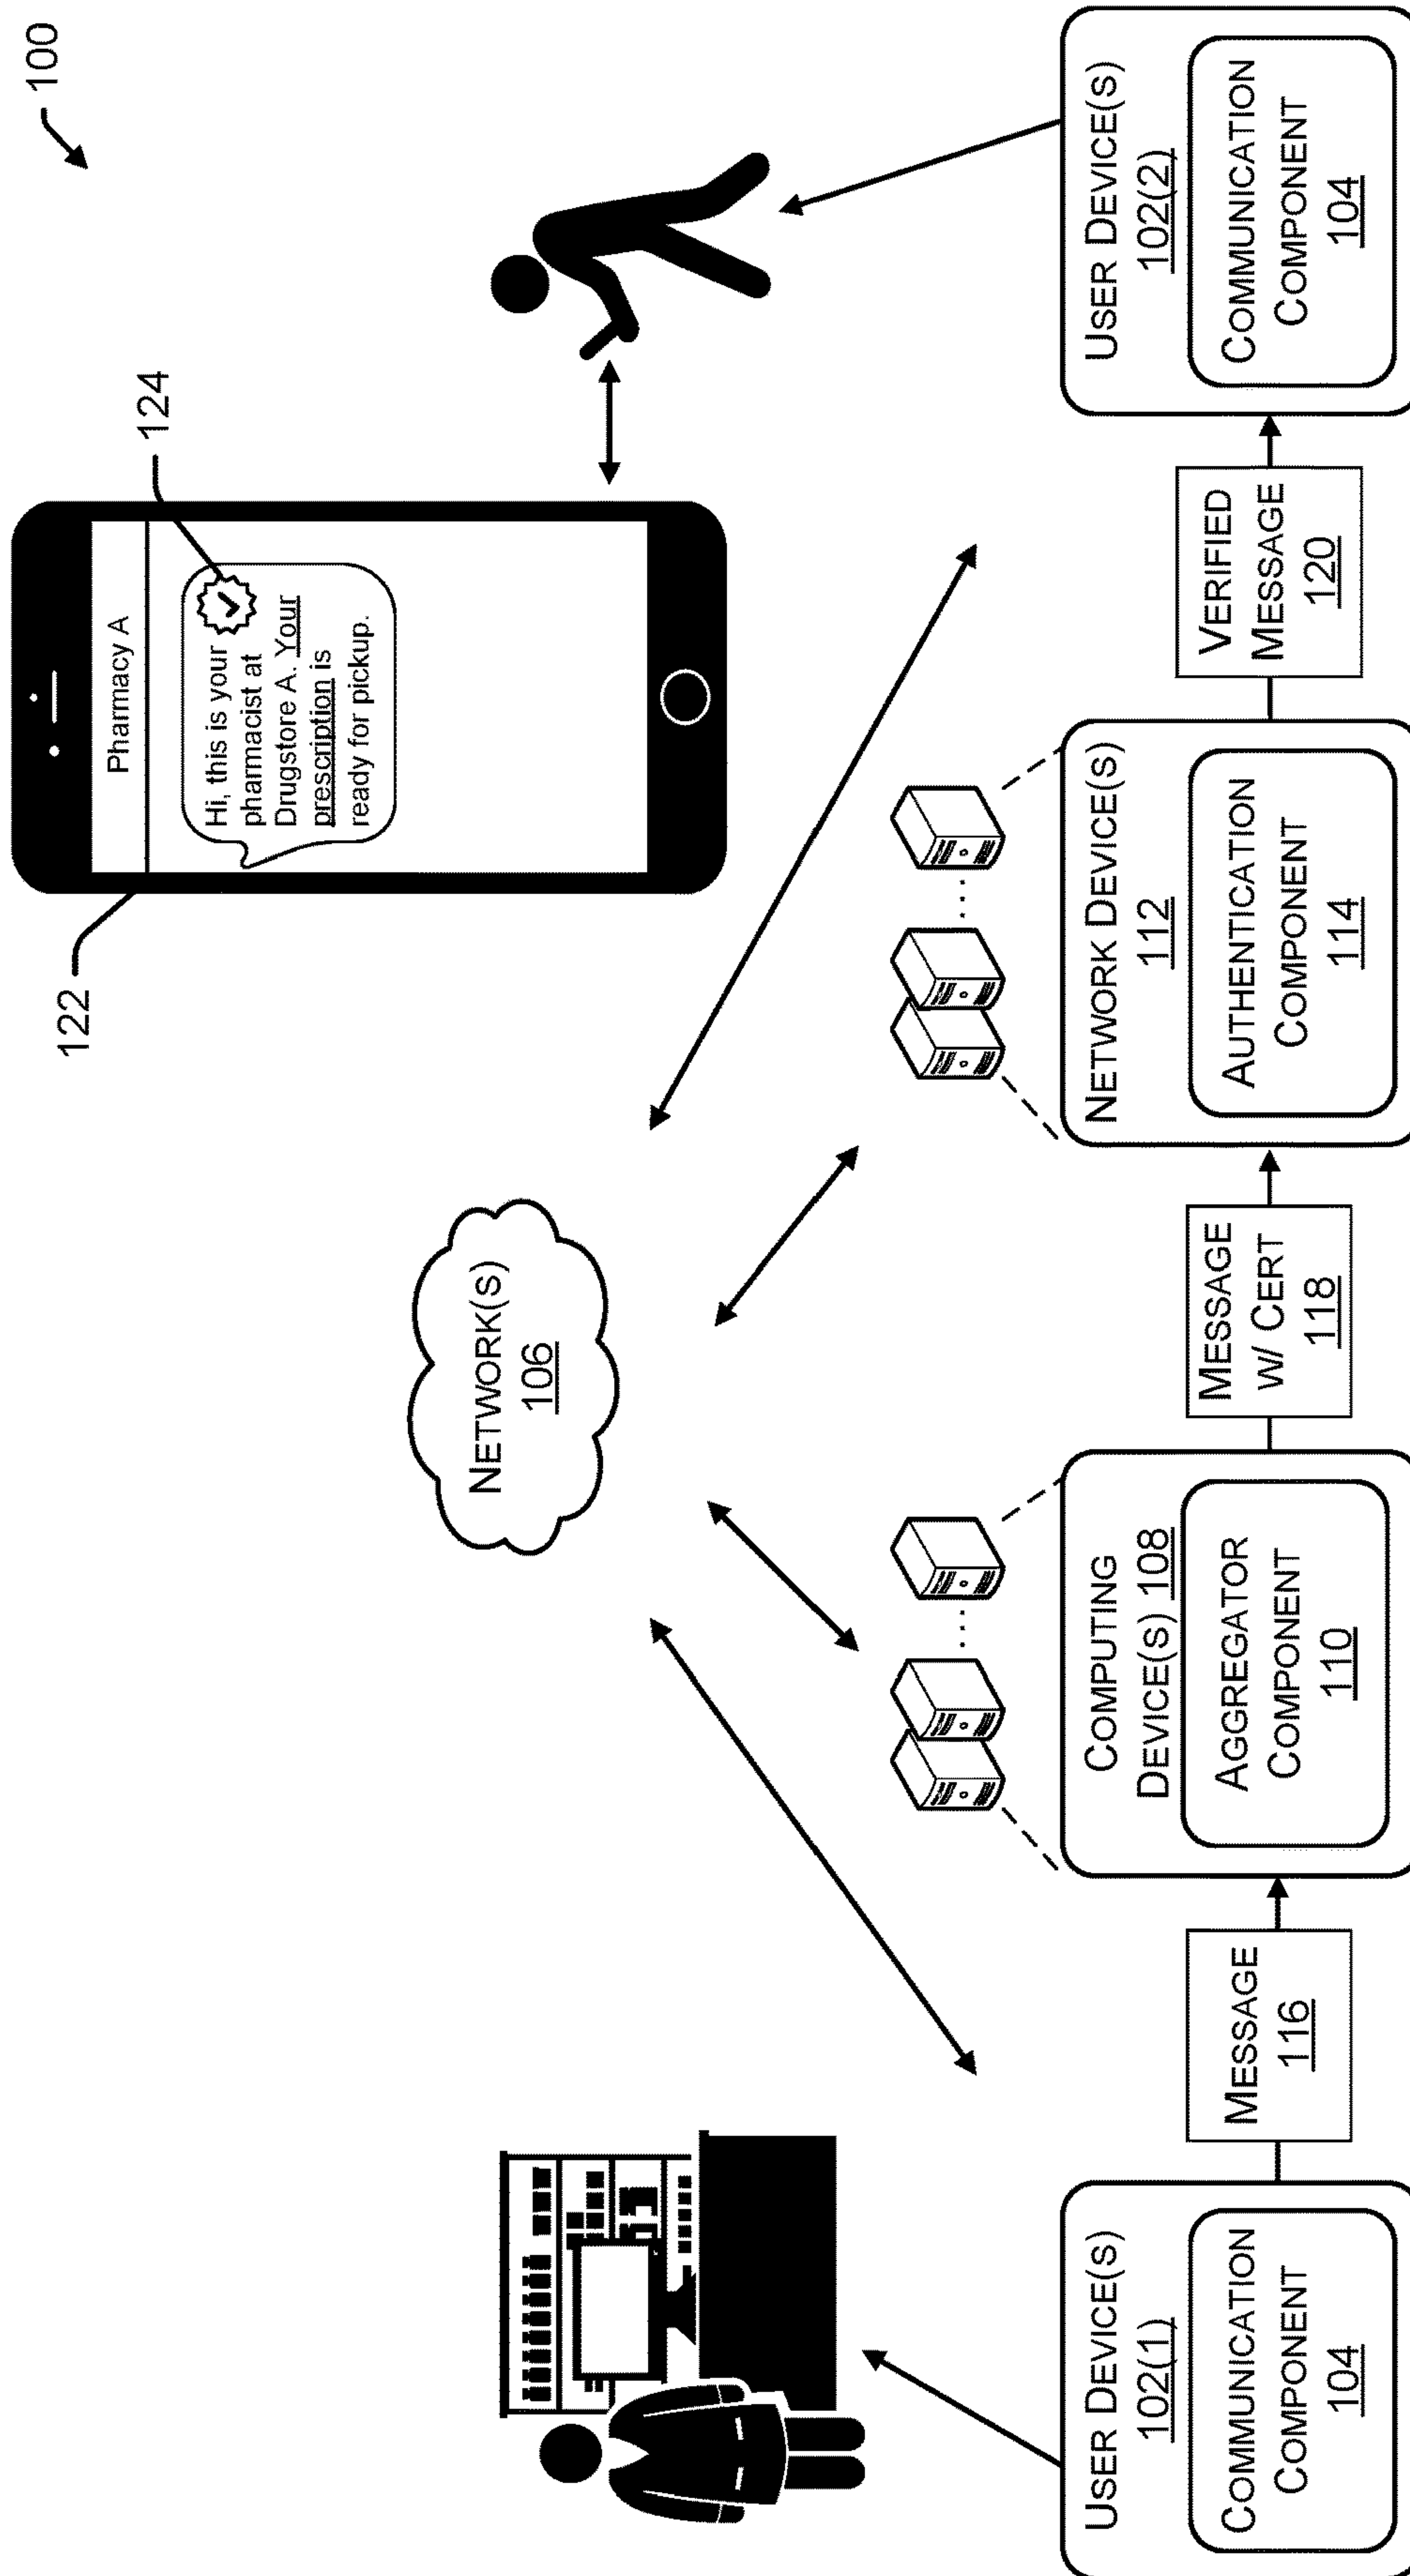 100
122
124
Pharmacy A
Hi, this is your
pharmacist at
Drugstore A. Your
prescription is
ready for pickup.
NETWORK(S)
106
USER DEVICE(S)
102(1)
COMMUNICATION
COMPONENT
104
MESSAGE
116
COMPUTING
DEVICE(S) 108
AGGREGATOR
COMPONENT
110
MESSAGE
W/ CERT
118
NETWORK DEVICE(S)
112
AUTHENTICATION
COMPONENT
114
VERIFIED
MESSAGE
120
USER DEVICE(S)
102(2)
COMMUNICATION
COMPONENT
104